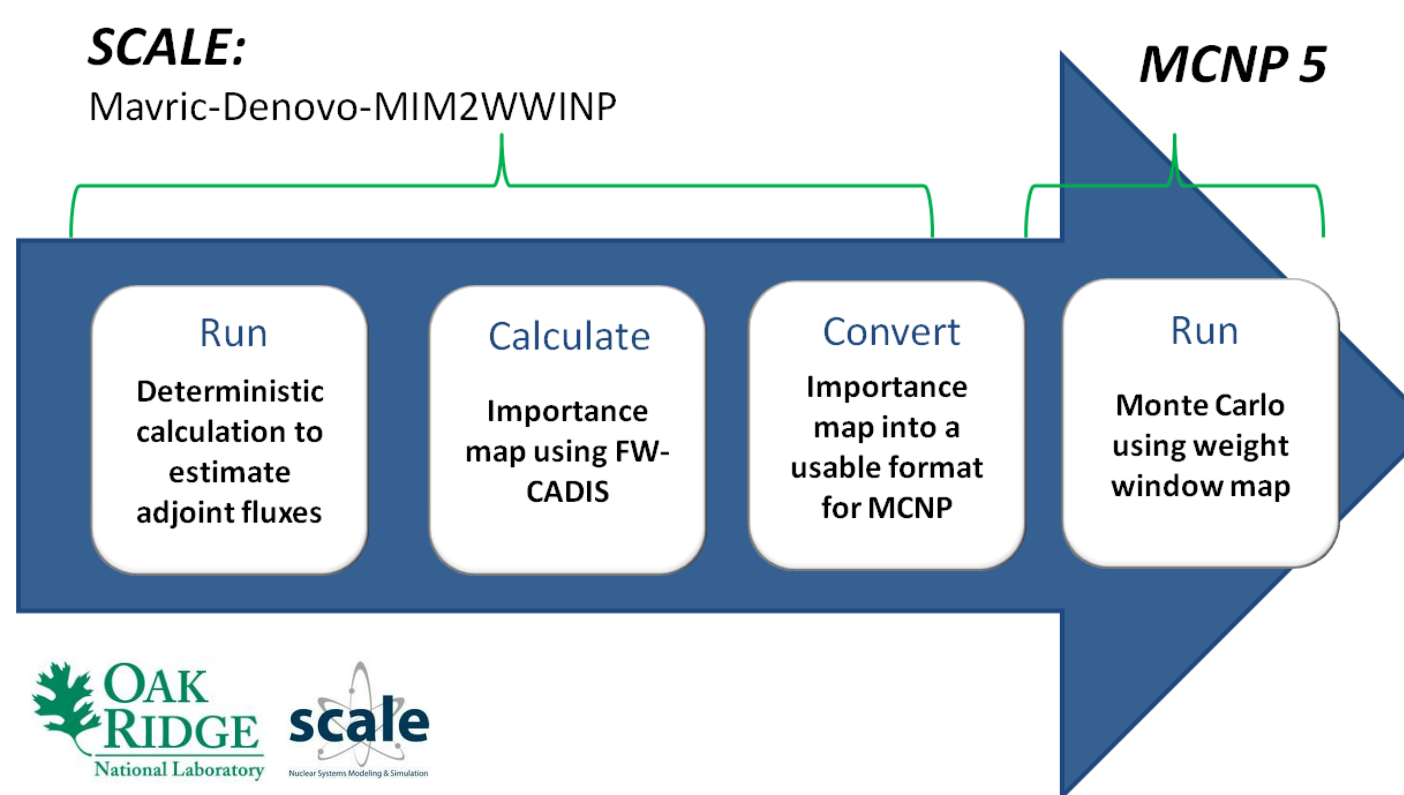 SCALE:
Mavric-Denovo-MIM2WWINP
MCNP 5
Run
Deterministic
calculation to
estimate
adjoint fluxes
Calculate
Importance
map using FW-
CADIS
Convert
Importance
map into a
usable format
for MCNP
Run
Monte Carlo
using weight
window map
OAK
RIDGE
National Laboratory
scale
Nuclear Systems Modeling & Simulation